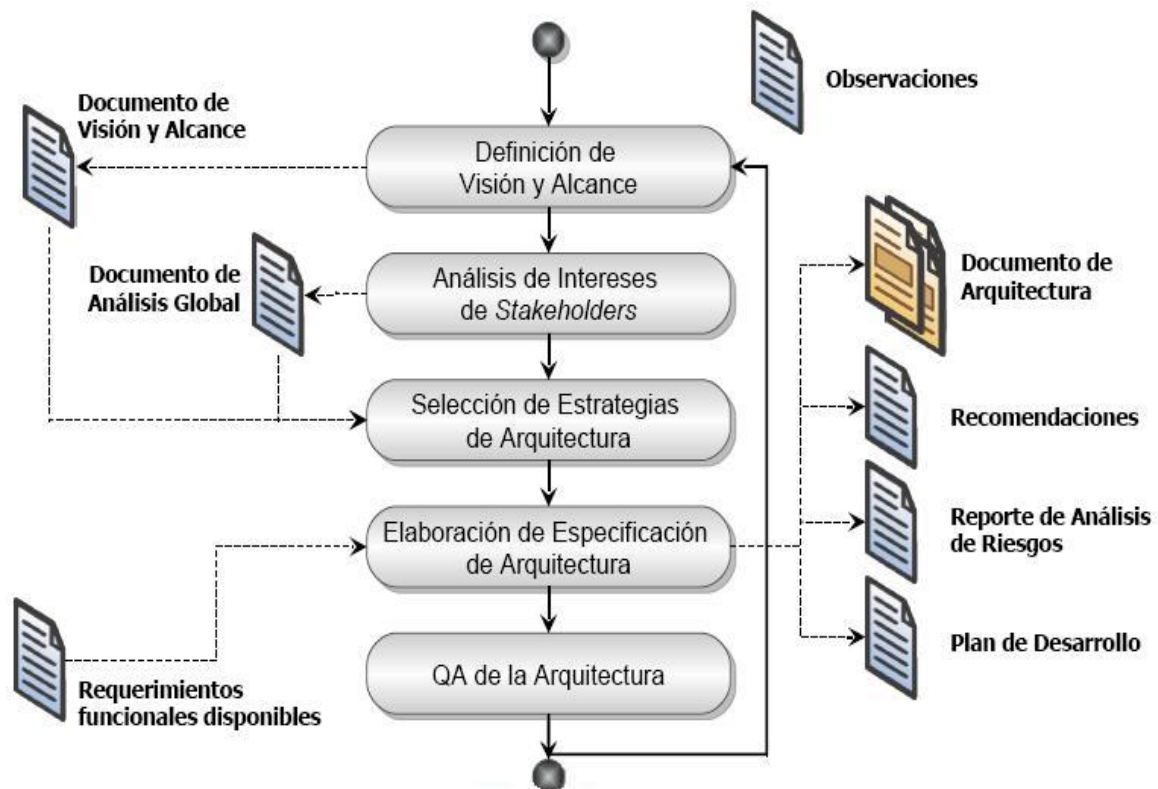 Observaciones
Documento de
Visión y Alcance
Definición de
Visión y Alcance
Documento de
Análisis Global
Análisis de Intereses
de Stakeholders
Documento de
Arquitectura
Selección de Estrategias
de Arquitectura
Recomendaciones
Elaboración de Especificación
de Arquitectura
Reporte de Análisis
de Riesgos
Requerimientos
funcionales disponibles
QA de la Arquitectura
Plan de Desarrollo